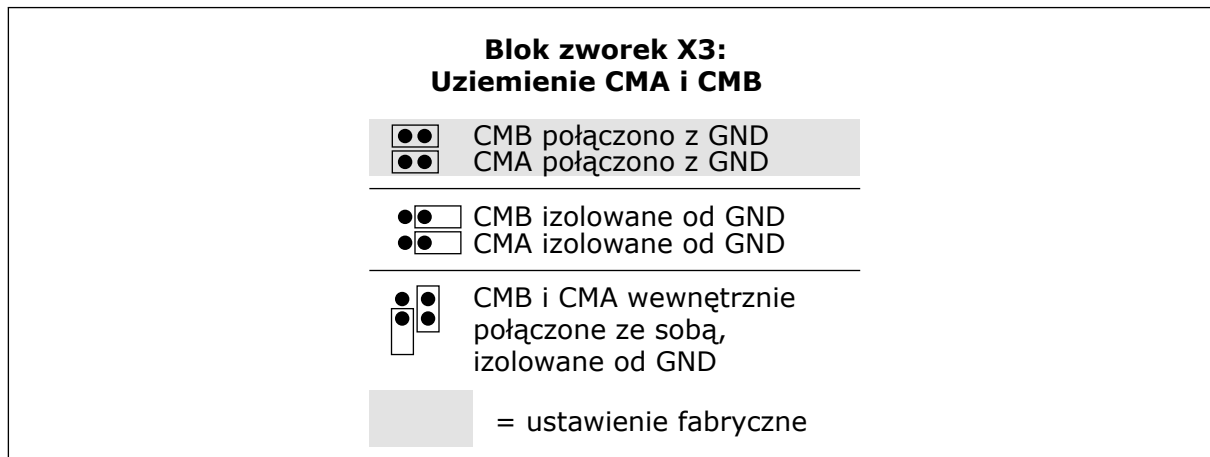 Blok zworek X3:
Uziemienie CMA i CMB
CMB połączono z GND
CMA połączono z GND
CMB izolowane od GND
CMA izolowane od GND
CMB i CMA wewnętrznie
połączone ze sobą,
izolowane od GND
= ustawienie fabryczne